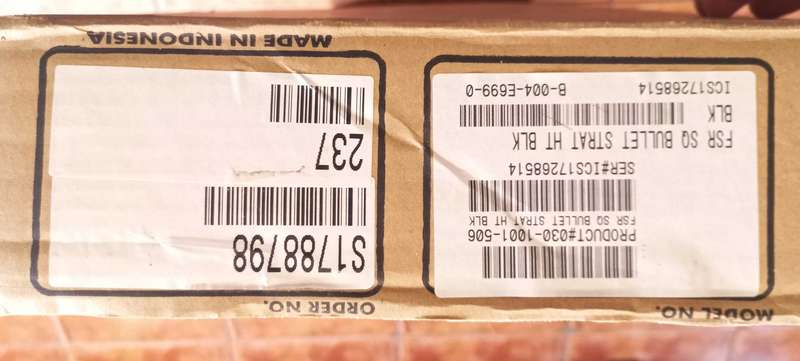 MODEL NO.
PRODUCT#030-1001-506
FSR SQ BULLET STRAT HT BLK
SER#ICS17268514
FSR SQ BULLET STRAT HT BLK
BLK
ICS17268514 B-004-E699-0
ORDER NO.
S1788798
237
MADE IN INDONESIA